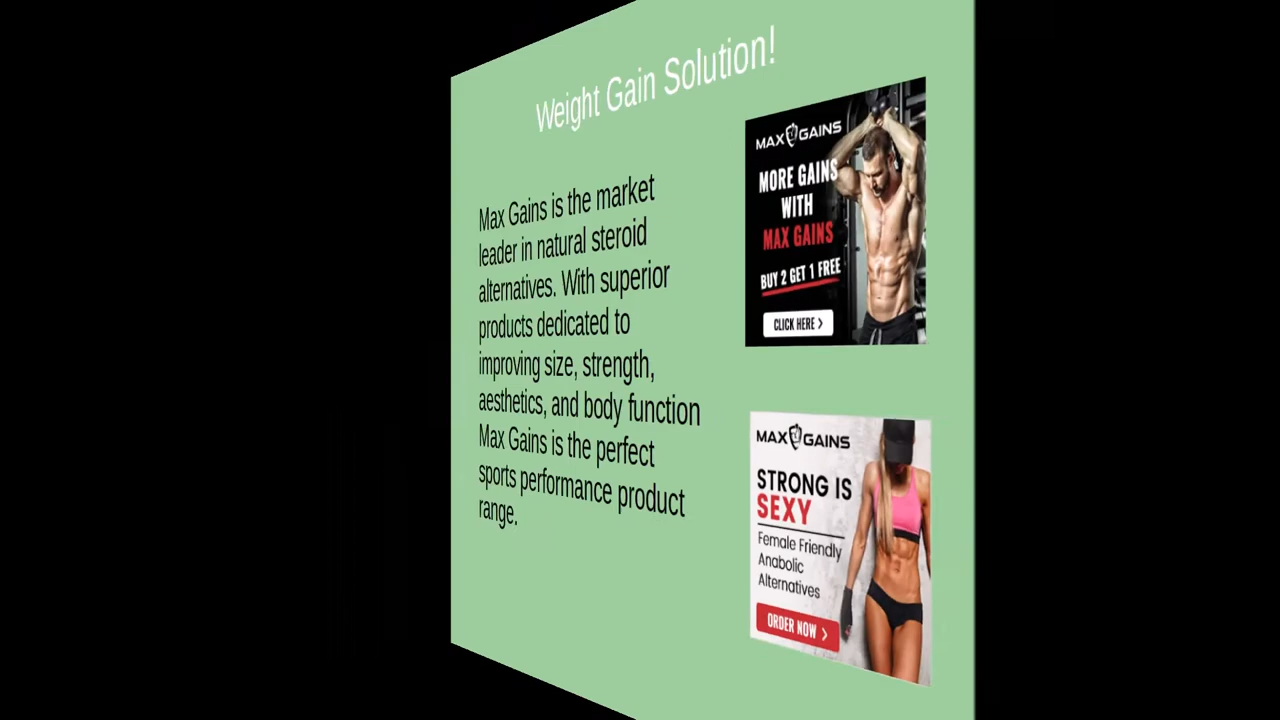 Weight Gain Solution!
Max Gains is the market
leader in natural steroid
alternatives. With superior
products dedicated to
improving size, strength,
aesthetics, and body function
Max Gains is the perfect
sports performance product
range.
MAX GAINS
MORE GAINS
WITH
MAX GAINS
BUY 2 GET 1 FREE
CLICK HERE >
MAX GAINS
STRONG IS
SEXY
Female Friendly
Anabolic
Alternatives
ORDER NOW >